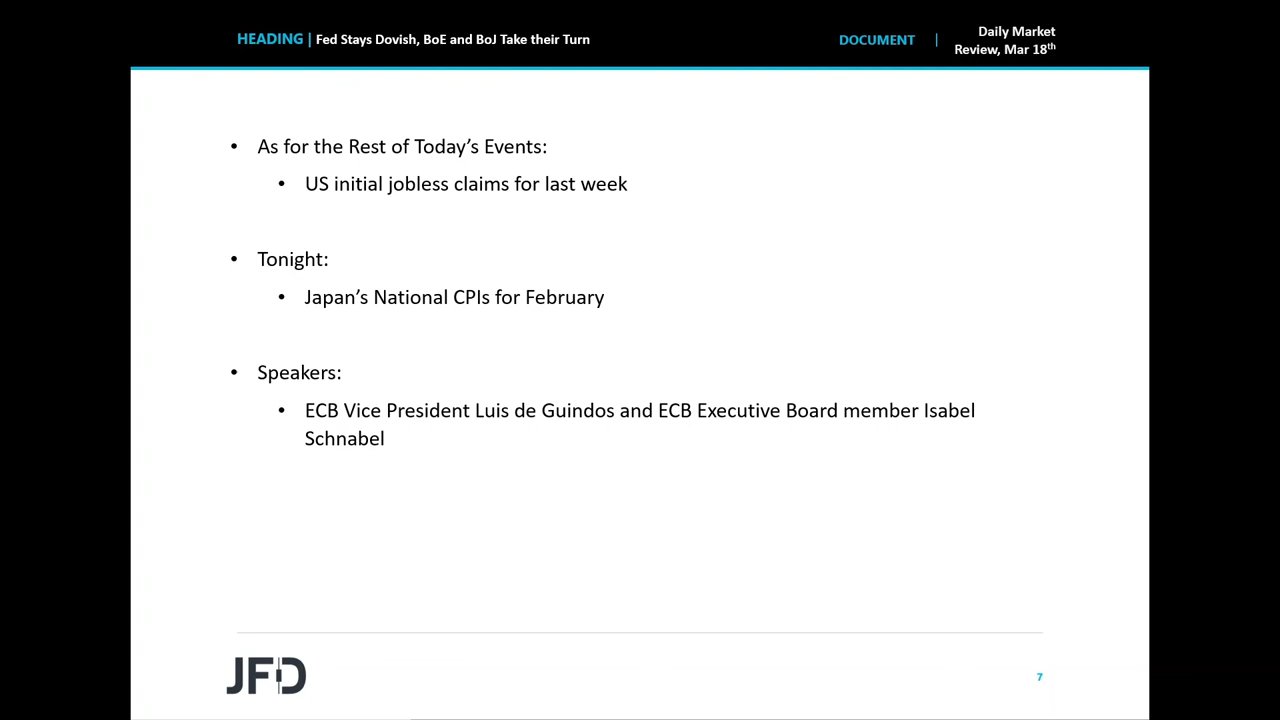 HEADING | Fed Stays Dovish, BoE and BoJ Take their Turn
DOCUMENT | Daily Market
Review, Mar 18th
• As for the Rest of Today’s Events:
• US initial jobless claims for last week
• Tonight:
• Japan’s National CPIs for February
• Speakers:
• ECB Vice President Luis de Guindos and ECB Executive Board member Isabel
Schnabel
JFD
7